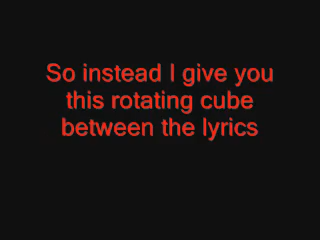 So instead I give you
this rotating cube
between the lyrics